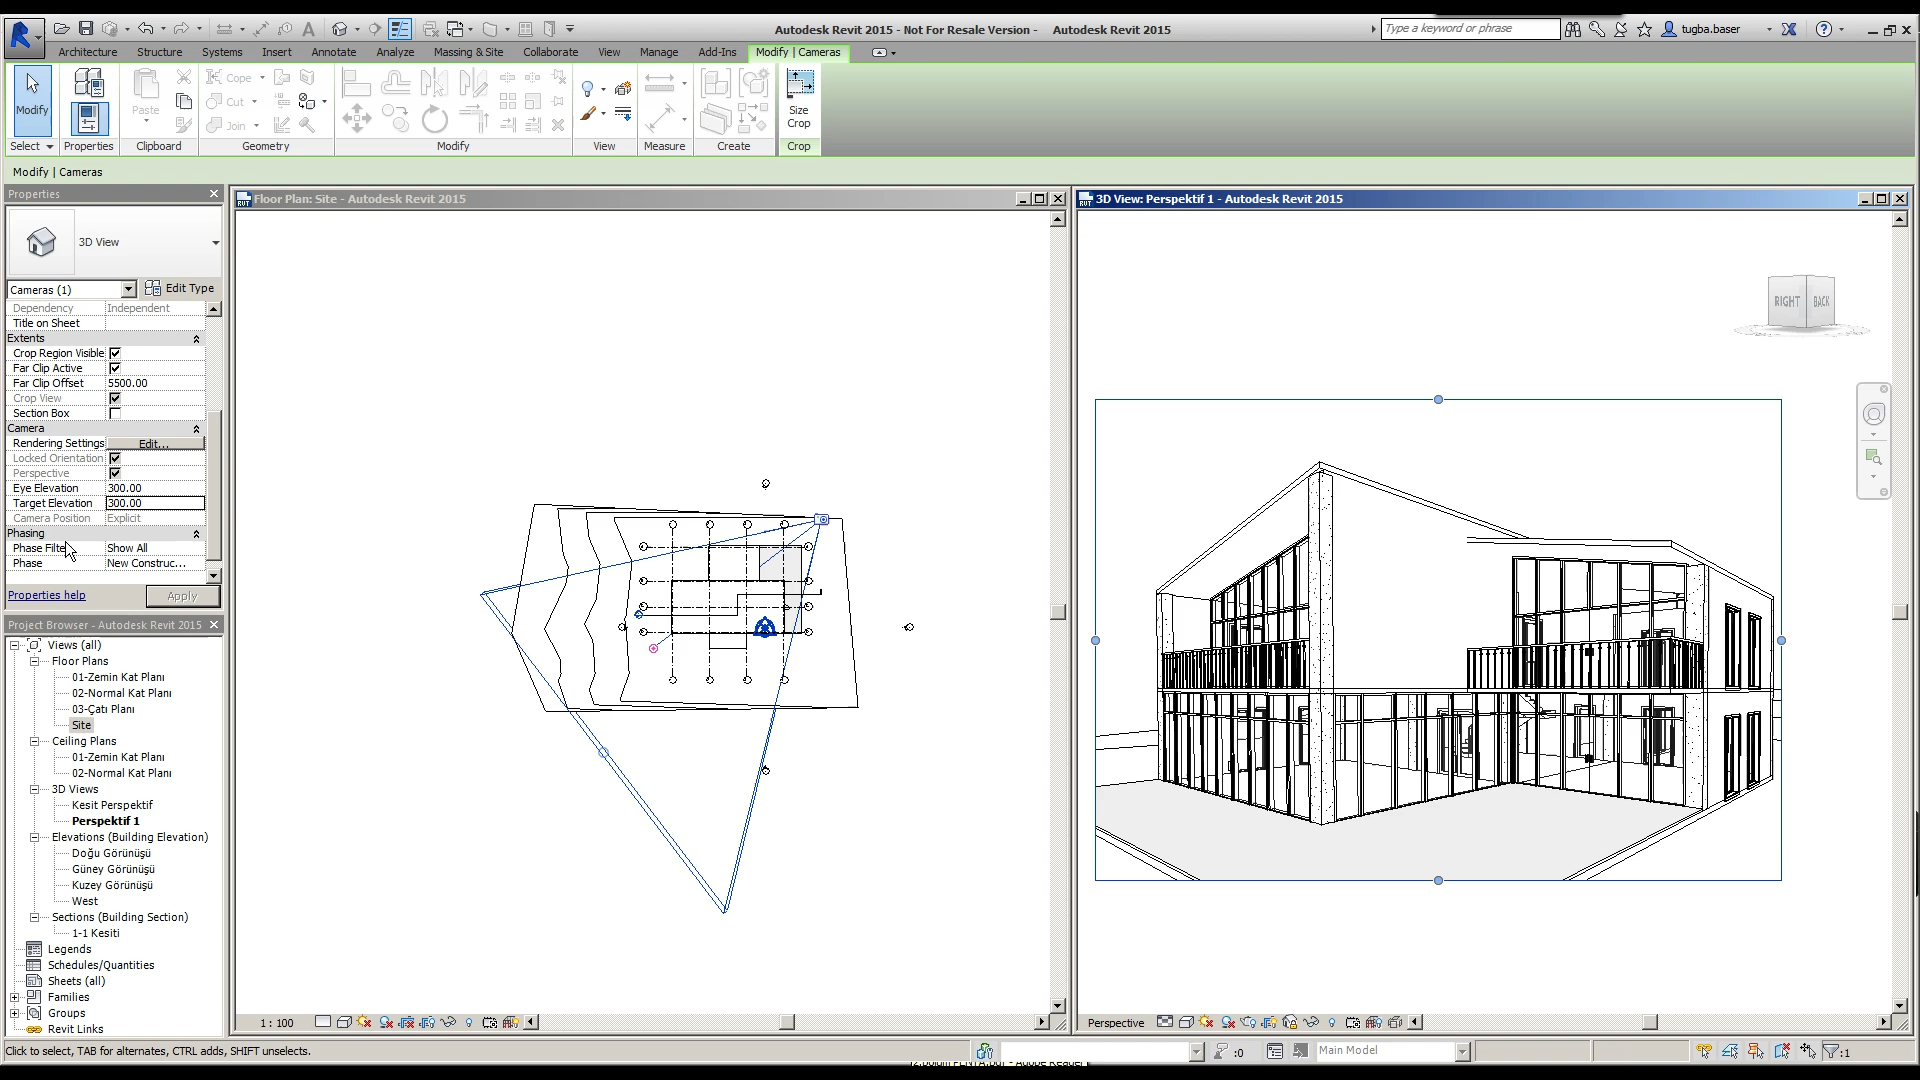 Autodesk Revit 2015 - Not For Resale Version - Autodesk Revit 2015
Type a keyword or phrase
tugba.baser
Architecture Structure Systems Insert Annotate Analyze Massing & Site Collaborate View Manage Add-Ins Modify | Cameras
Modify
Paste
Cope
Cut
Join
Size
Crop
Select Properties Clipboard Geometry Modify View Measure Create Crop
Modify | Cameras
Properties
3D View
Cameras (1) Edit Type
Dependency Independent
Title on Sheet
Extents
Crop Region Visible
Far Clip Active
Far Clip Offset 5500.00
Crop View
Section Box
Camera
Rendering Settings Edit...
Locked Orientation
Perspective
Eye Elevation 300.00
Target Elevation 300.00
Camera Position Explicit
Phasing
Phase Filte Show All
Phase New Construc...
Properties help Apply
Project Browser - Autodesk Revit 2015
Views (all)
Floor Plans
01-Zemin Kat Planı
02-Normal Kat Planı
03-Çatı Planı
Site
Ceiling Plans
01-Zemin Kat Planı
02-Normal Kat Planı
3D Views
Kesit Perspektif
Perspektif 1
Elevations (Building Elevation)
Doğu Görünüşü
Güney Görünüşü
Kuzey Görünüşü
West
Sections (Building Section)
1-1 Kesiti
Legends
Schedules/Quantities
Sheets (all)
Families
Groups
Revit Links
Floor Plan: Site - Autodesk Revit 2015
1 : 100
3D View: Perspektif 1 - Autodesk Revit 2015
RIGHT BACK
Perspective
Click to select, TAB for alternates, CTRL adds, SHIFT unselects.
:0
Main Model
:1